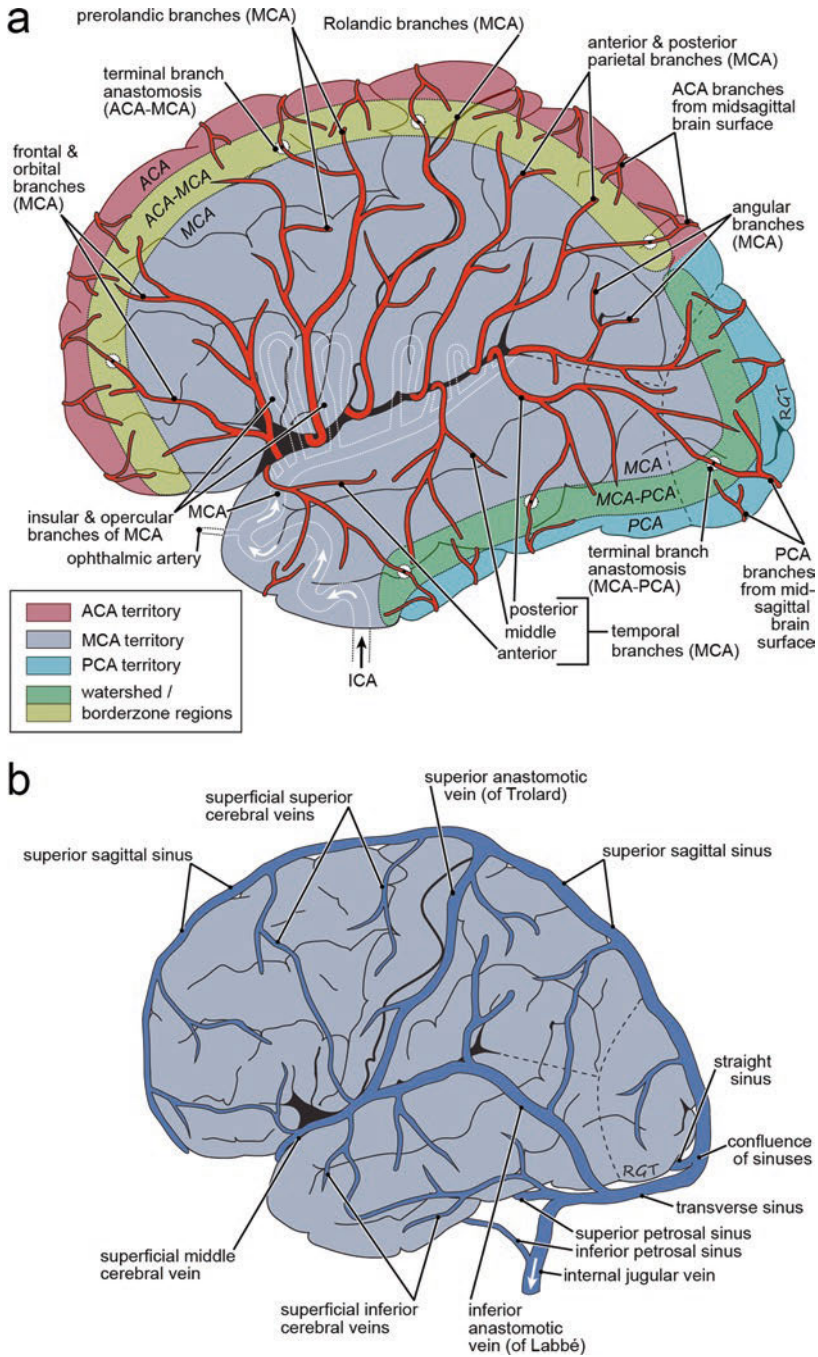 a
prerolandic branches (MCA)
Rolandic branches (MCA)
anterior & posterior
parietal branches (MCA)
terminal branch
anastomosis
(ACA-MCA)
ACA branches
from midsagittal
brain surface
frontal &
orbital
branches
(MCA)
ACA
ACA-MCA
MCA
angular
branches
(MCA)
RGT
MCA
MCA-PCA
PCA
MCA
insular & opercular
branches of MCA
ophthalmic artery
terminal branch
anastomosis
(MCA-PCA)
PCA
branches
from mid-
sagittal
brain
surface
posterior
middle
anterior
temporal
branches (MCA)
ICA
ACA territory
MCA territory
PCA territory
watershed /
borderzone regions
b
superior anastomotic
vein (of Trolard)
superficial superior
cerebral veins
superior sagittal sinus
superior sagittal sinus
straight
sinus
confluence
of sinuses
RGT
transverse sinus
superior petrosal sinus
inferior petrosal sinus
internal jugular vein
superficial middle
cerebral vein
superficial inferior
cerebral veins
inferior
anastomotic
vein (of Labbé)